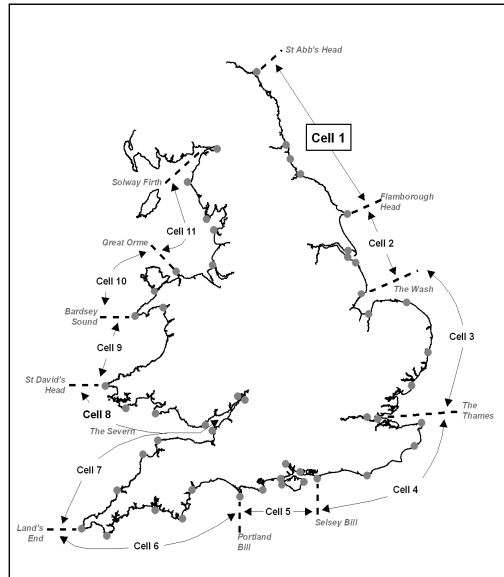 St Abb's Head
Cell 1
Solway Firth
Flamborough
Head
Great Orme
Cell 11
Cell 2
Cell 10
The Wash
Bardsey
Sound
Cell 3
Cell 9
St David's
Head
Cell 8
The
Thames
The Severn
Cell 7
Cell 4
Cell 5
Selsey Bill
Land's
End
Cell 6
Portland
Bill